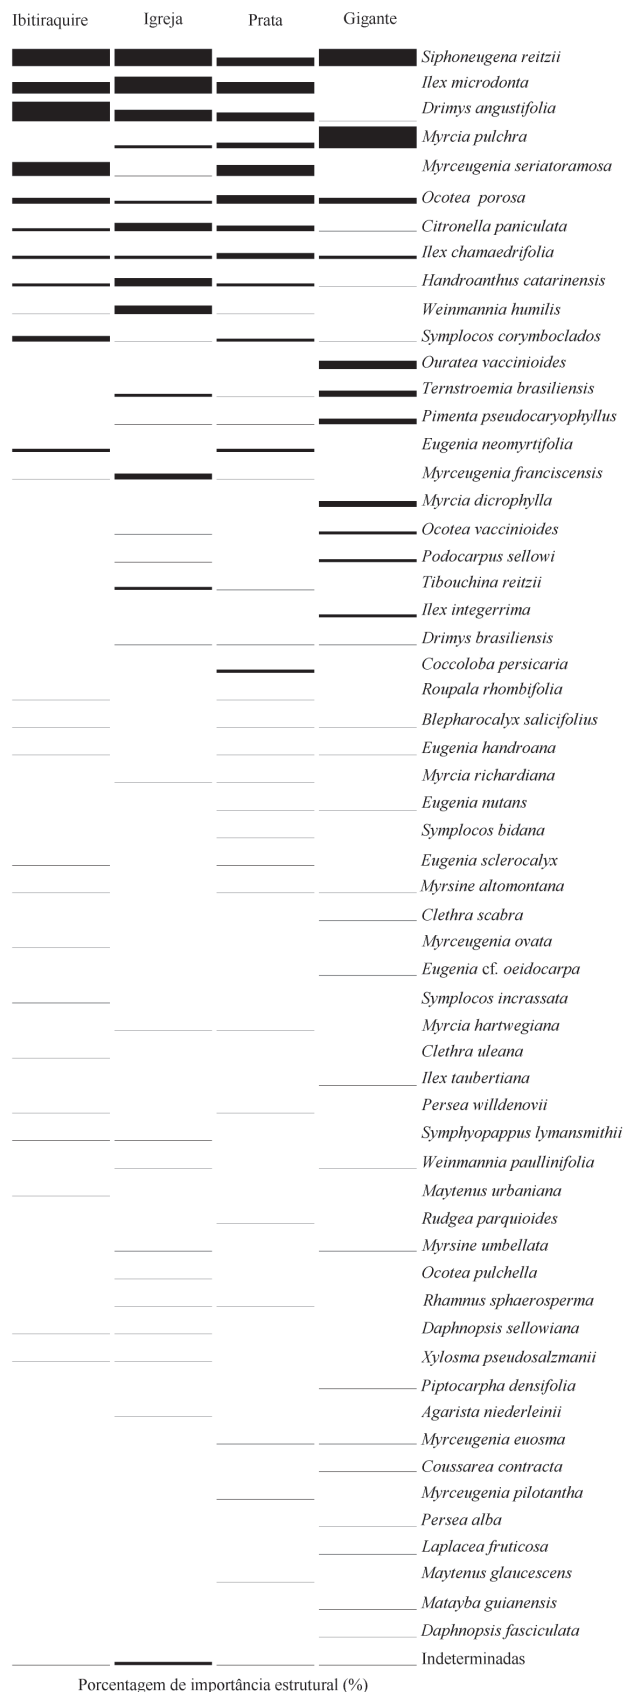 Ibitiraquire Igreja Prata Gigante
Siphoneugena reitzii
Ilex microdonta
Drimys angustifolia
Myrcia pulchra
Myrceugenia seriatoramosa
Ocotea porosa
Citronella paniculata
Ilex chamaedrifolia
Handroanthus catarinensis
Weinmannia humilis
Symplocos corymboclados
Ouratea vaccinioides
Ternstroemia brasiliensis
Pimenta pseudocaryophyllus
Eugenia neomyrtifolia
Myrceugenia franciscensis
Myrcia dicrophylla
Ocotea vaccinioides
Podocarpus sellowi
Tibouchina reitzii
Ilex integerrima
Drimys brasiliensis
Coccoloba persicaria
Roupala rhombifolia
Blepharocalyx salicifolius
Eugenia handroana
Myrcia richardiana
Eugenia nutans
Symplocos bidana
Eugenia sclerocalyx
Myrsine altomontana
Clethra scabra
Myrceugenia ovata
Eugenia cf. oeidocarpa
Symplocos incrassata
Myrcia hartwegiana
Clethra uleana
Ilex taubertiana
Persea willdenovii
Symphyopappus lymansmithii
Weinmannia paullinifolia
Maytenus urbaniana
Rudgea parquioides
Myrsine umbellata
Ocotea pulchella
Rhamnus sphaerosperma
Daphnopsis sellowiana
Xylosma pseudosalzmanii
Piptocarpha densifolia
Agarista niederleinii
Myrceugenia euosma
Coussarea contracta
Myrceugenia pilotantha
Persea alba
Laplacea fruticosa
Maytenus glaucescens
Matayba guianensis
Daphnopsis fasciculata
Indeterminadas
Porcentagem de importância estrutural (%)